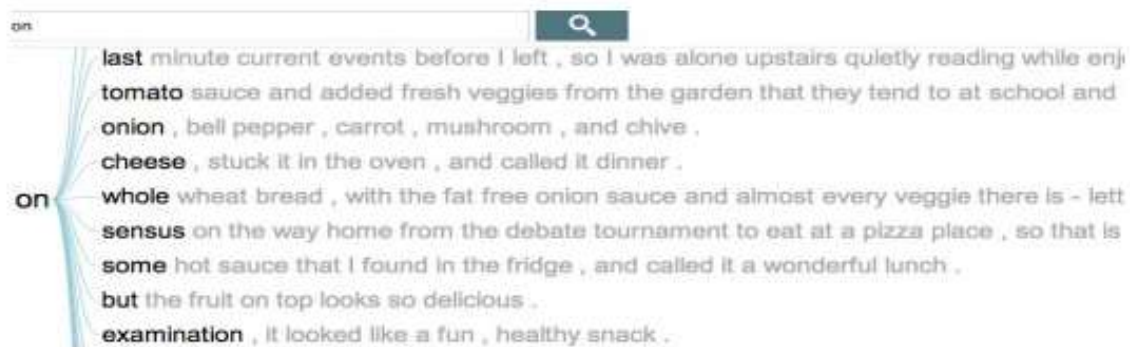 on
last minute current events before I left , so I was alone upstairs quietly reading while enj
tomato sauce and added fresh veggies from the garden that they tend to at school and
onion , bell pepper , carrot , mushroom , and chive .
cheese , stuck it in the oven , and called it dinner .
on
whole wheat bread , with the fat free onion sauce and almost every veggie there is - lett
sensus on the way home from the debate tournament to eat at a pizza place , so that is
some hot sauce that I found in the fridge , and called it a wonderful lunch .
but the fruit on top looks so delicious .
examination , it looked like a fun , healthy snack .